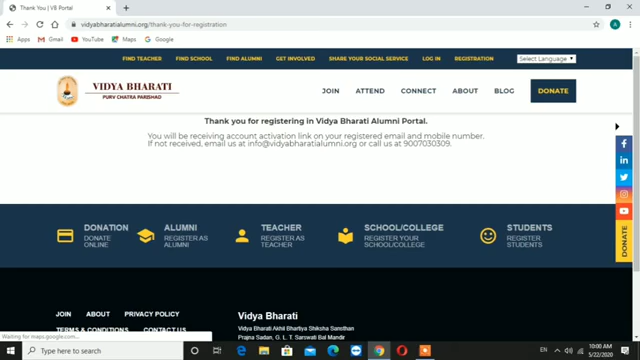 Thank You | VB Portal
vidyabharatialumni.org/thank-you-for-registration
Apps Gmail YouTube Maps Google
FIND TEACHER FIND SCHOOL FIND ALUMNI GET INVOLVED SHARE YOUR SOCIAL SERVICE LOG IN REGISTRATION Select Language
VIDYA BHARATI
PURV CHATRA PARISHAD
JOIN ATTEND CONNECT ABOUT BLOG DONATE
Thank you for registering in Vidya Bharati Alumni Portal.
You will be receiving account activation link on your registered email and mobile number.
If not received, email us at info@vidyabharatialumni.org or call us at 9007030309.
DONATE
DONATION
DONATE
ONLINE
ALUMNI
REGISTER AS
ALUMNI
TEACHER
REGISTER AS
TEACHER
SCHOOL/COLLEGE
REGISTER YOUR
SCHOOL/COLLEGE
STUDENTS
REGISTER
STUDENTS
JOIN ABOUT PRIVACY POLICY
TERMS & CONDITIONS CONTACT US
Vidya Bharati
Vidya Bharati Akhil Bhartiya Shiksha Sansthan
Prajna Sadan, G. L. T. Sarswati Bal Mandir
Waiting for maps.google.com...
Type here to search
EN
10:00 AM
5/22/2020